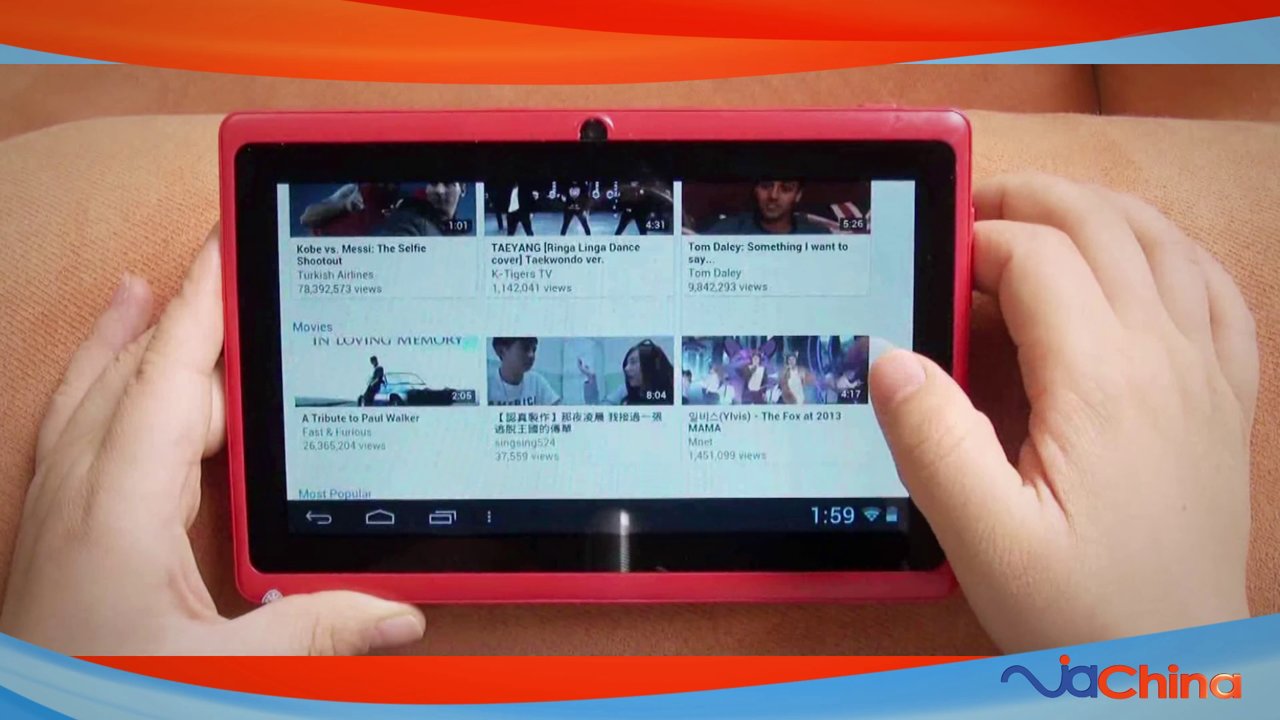 1:01
4:31
5:26
Kobe vs. Messi: The Selfie
Shootout
Turkish Airlines
78,392,573 views
TAEYANG [Ringa Linga Dance
cover] Taekwondo ver.
K-Tigers TV
1,142,041 views
Tom Daley: Something I want to
say...
Tom Daley
9,842,293 views
Movies
IN LOVING MEMORY
2:05
8:04
4:17
A Tribute to Paul Walker
Fast & Furious
26,365,204 views
【認真製作】那夜凌晨 我接過一張
逃脫王國的傳單
singsing524
37,559 views
일비스(Ylvis) - The Fox at 2013
MAMA
Mnet
1,451,099 views
Most Popular
1:59
ViaChina